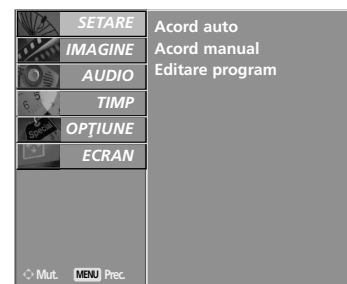 SETARE
IMAGINE
AUDIO
TIMP
OPŢIUNE
ECRAN
Acord auto
Acord manual
Editare program
Mut. MENU Prec.